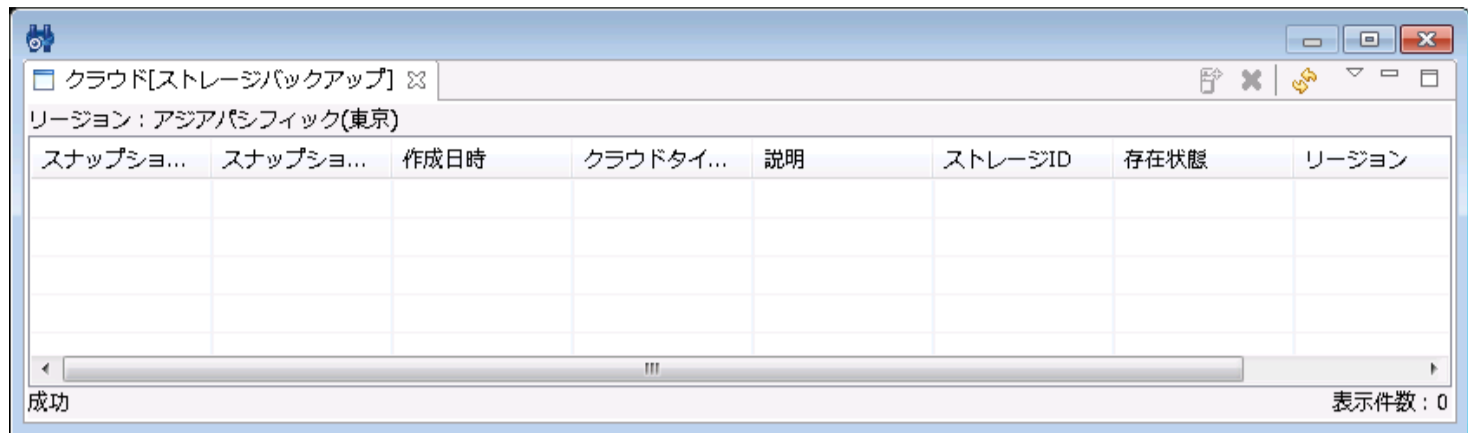 クラウド[ストレージバックアップ]
リージョン：アジアパシフィック(東京)
スナップショ... スナップショ... 作成日時 クラウドタイ... 説明 ストレージID 存在状態 リージョン
成功 表示件数：0